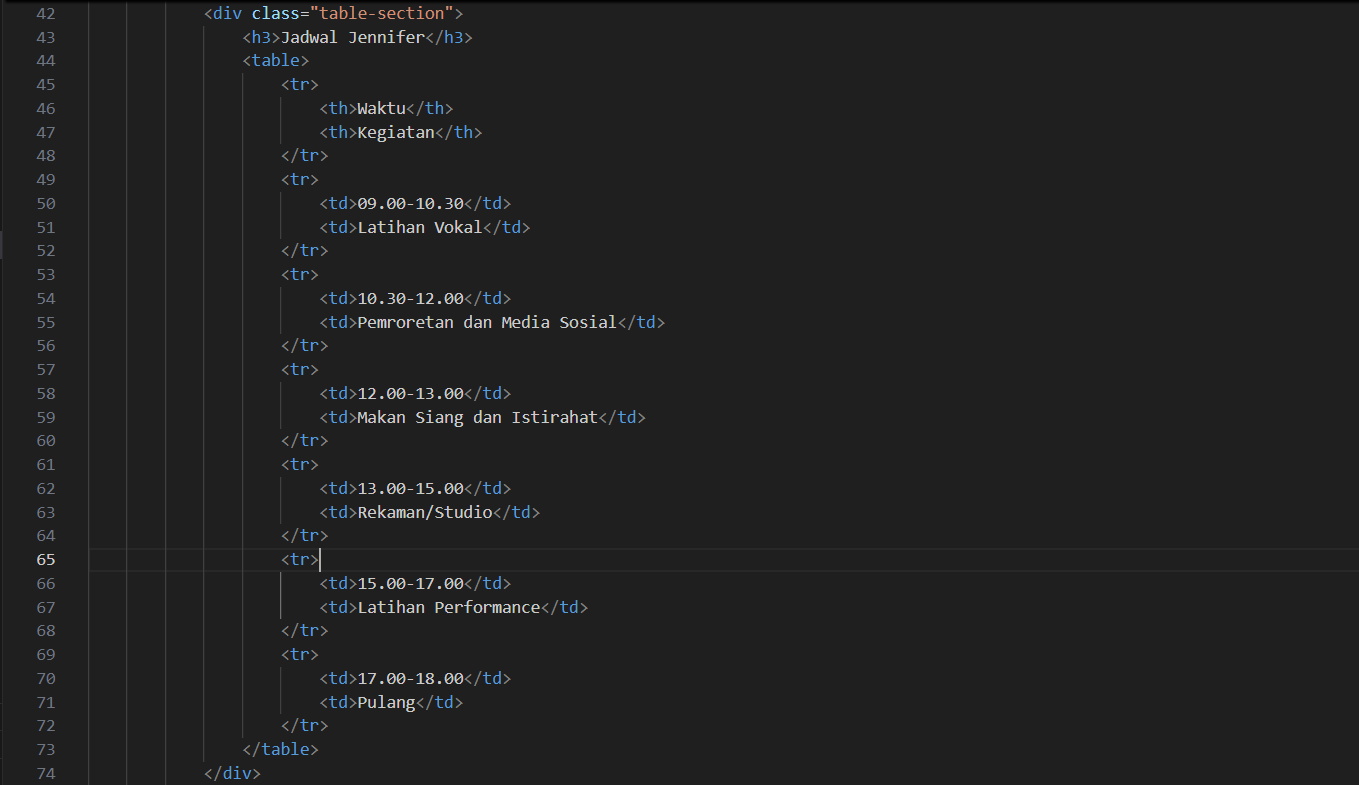 42 <div class="table-section">
43 <h3>Jadwal Jennifer</h3>
44 <table>
45 <tr>
46 <th>Waktu</th>
47 <th>Kegiatan</th>
48 </tr>
49 <tr>
50 <td>09.00-10.30</td>
51 <td>Latihan Vokal</td>
52 </tr>
53 <tr>
54 <td>10.30-12.00</td>
55 <td>Pemroretan dan Media Sosial</td>
56 </tr>
57 <tr>
58 <td>12.00-13.00</td>
59 <td>Makan Siang dan Istirahat</td>
60 </tr>
61 <tr>
62 <td>13.00-15.00</td>
63 <td>Rekaman/Studio</td>
64 </tr>
65 <tr>
66 <td>15.00-17.00</td>
67 <td>Latihan Performance</td>
68 </tr>
69 <tr>
70 <td>17.00-18.00</td>
71 <td>Pulang</td>
72 </tr>
73 </table>
74 </div>